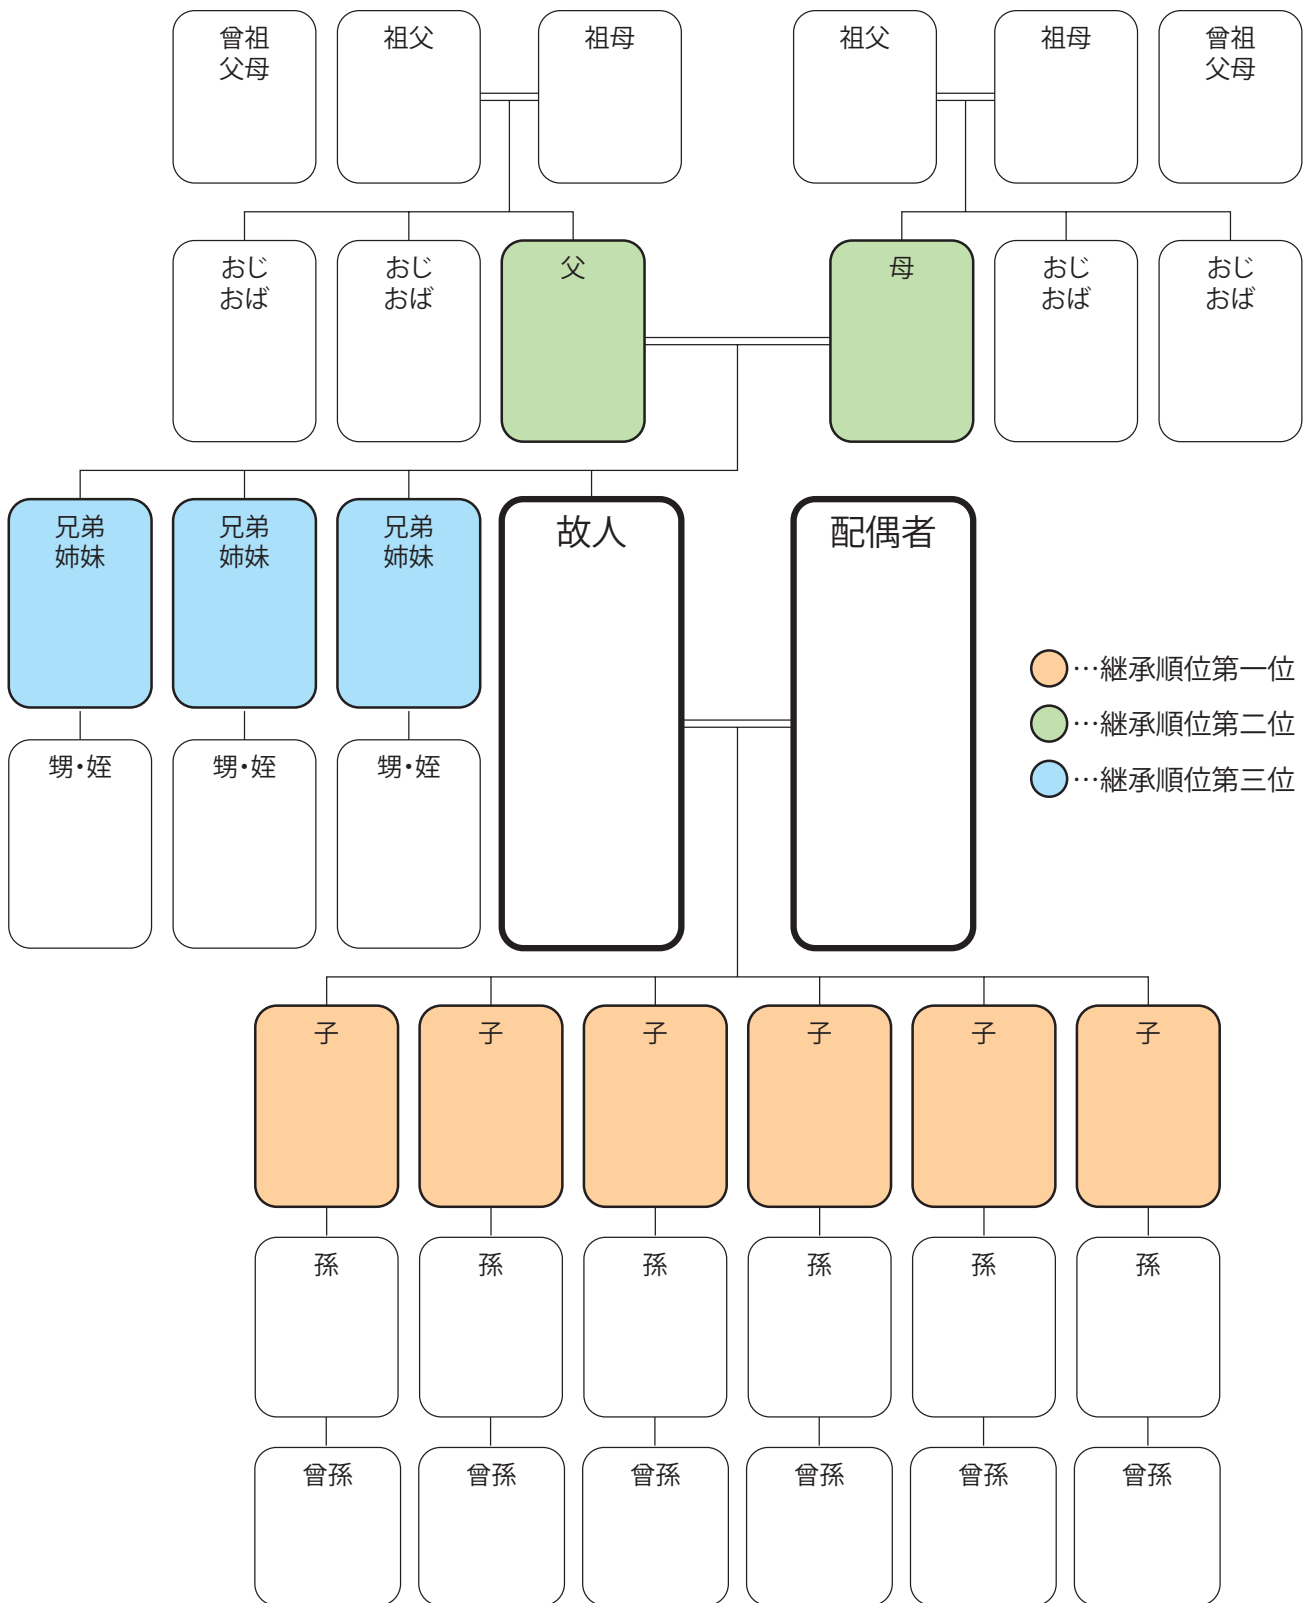 曾祖
父母
祖父
祖母
祖父
祖母
曾祖
父母
おじ
おば
おじ
おば
父
母
おじ
おば
おじ
おば
兄弟
姉妹
兄弟
姉妹
兄弟
姉妹
故人
配偶者
…継承順位第一位
…継承順位第二位
…継承順位第三位
甥・姪
甥・姪
甥・姪
子
子
子
子
子
子
孫
孫
孫
孫
孫
孫
曾孫
曾孫
曾孫
曾孫
曾孫
曾孫